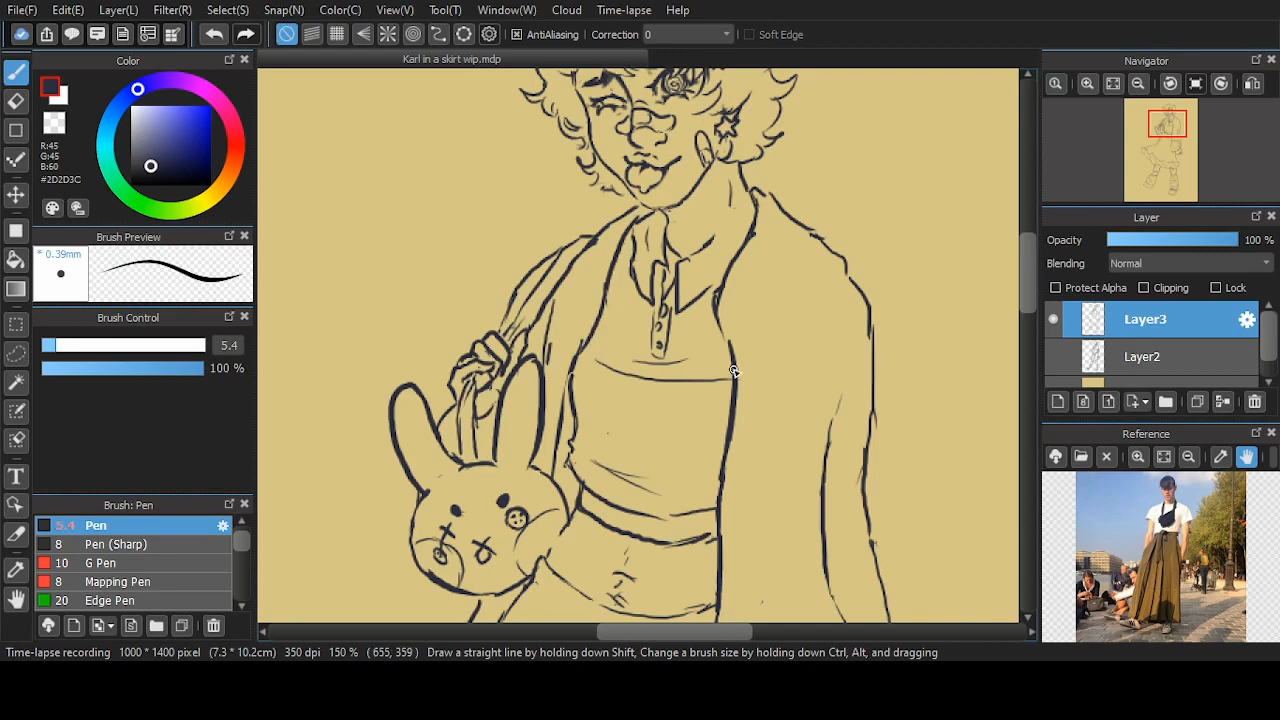 File(F) Edit(E) Layer(L) Filter(R) Select(S) Snap(N) Color(C) View(V) Tool(T) Window(W) Cloud Time-lapse Help
AntiAliasing Correction 0 Soft Edge
Color
Karl in a skirt wip.mdp
Navigator
R:45
G:45
B:60
#2D2D3C
Layer
Brush Preview
Opacity 100 %
* 0.39mm
Blending Normal
Protect Alpha Clipping Lock
Brush Control
Layer3
5.4
Layer2
100 %
Reference
Brush: Pen
5.4 Pen
8 Pen (Sharp)
10 G Pen
8 Mapping Pen
20 Edge Pen
Time-lapse recording 1000 * 1400 pixel (7.3 * 10.2cm) 350 dpi 150 % ( 655, 359 ) Draw a straight line by holding down Shift, Change a brush size by holding down Ctrl, Alt, and dragging